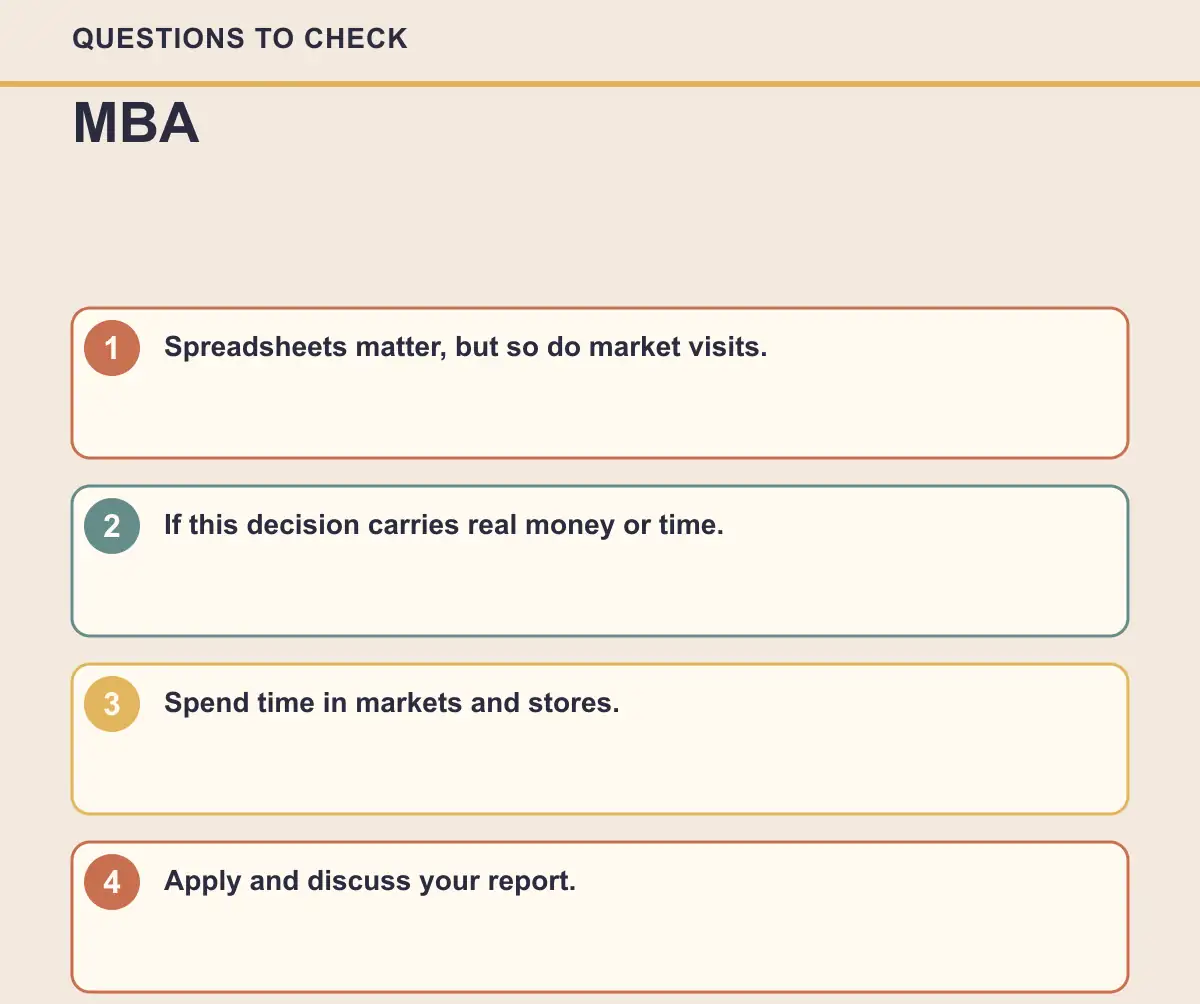 QUESTIONS TO CHECK
MBA
1 Spreadsheets matter, but so do market visits.
2 If this decision carries real money or time.
3 Spend time in markets and stores.
4 Apply and discuss your report.